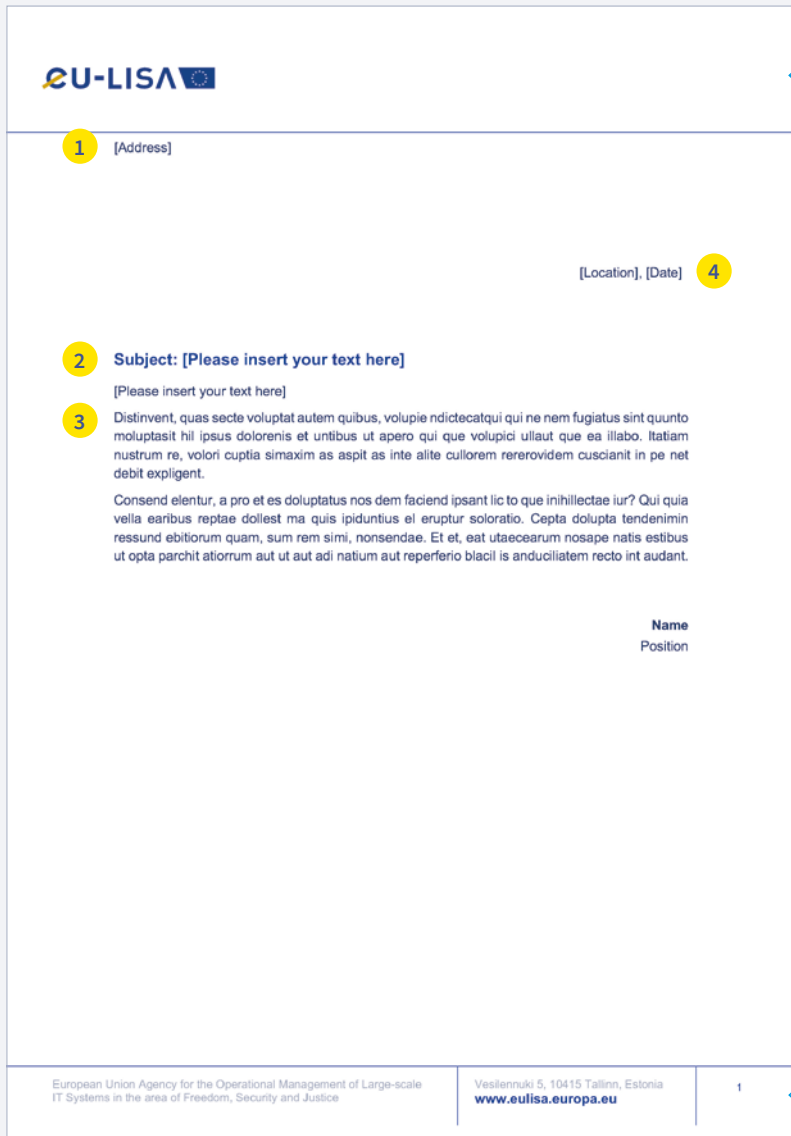 eu-LISA
1 [Address]
[Location], [Date] 4
2 Subject: [Please insert your text here]
[Please insert your text here]
3 Distinvent, quas secte voluptat autem quibus, volupie ndictecatqui qui ne nem fugiatus sint quunto
moluptasit hil ipsus dolorenis et untibus ut apero qui que volupici ullaut que ea illabo. Itatiam
nustrum re, volori cuptia simaxim as aspit as inte alite cullorem rererovidem cuscianit in pe net
debit expligent.
Consend elentur, a pro et es doluptatus nos dem faciend ipsant lic to que inihillectae iur? Qui quia
vella earibus reptae dollest ma quis ipiduntius el eruptur soloratio. Cepta dolupta tendenimin
ressund ebitiorum quam, sum rem simi, nonsendae. Et et, eat utaecearum nosape natis estibus
ut opta parchit atiorrum aut ut aut adi natium aut reperferio blacil is anduciliatem recto int audant.
Name
Position
European Union Agency for the Operational Management of Large-scale
IT Systems in the area of Freedom, Security and Justice
Vesilennuki 5, 10415 Tallinn, Estonia
www.eulisa.europa.eu
1